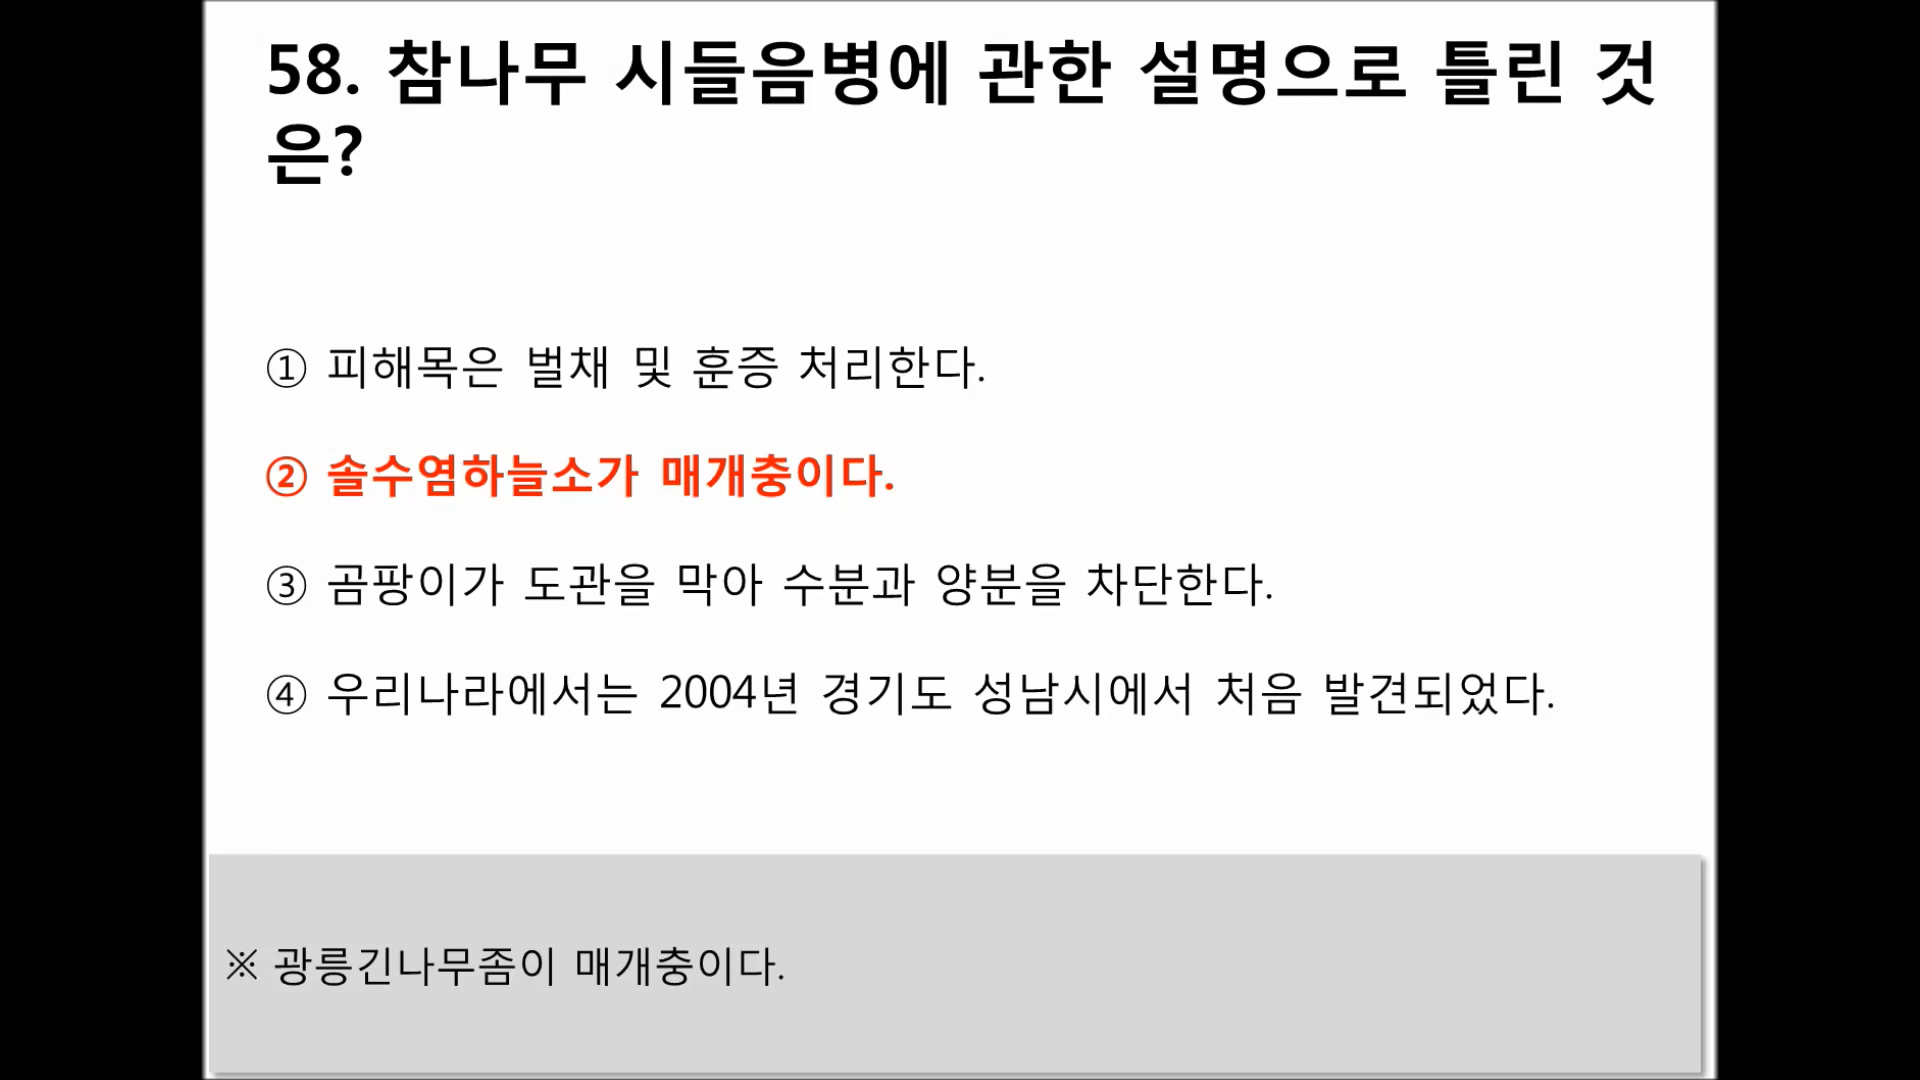 58. 참나무 시들음병에 관한 설명으로 틀린 것
은?
① 피해목은 벌채 및 훈증 처리한다.
② 솔수염하늘소가 매개충이다.
③ 곰팡이가 도관을 막아 수분과 양분을 차단한다.
④ 우리나라에서는 2004년 경기도 성남시에서 처음 발견되었다.
※ 광릉긴나무좀이 매개충이다.